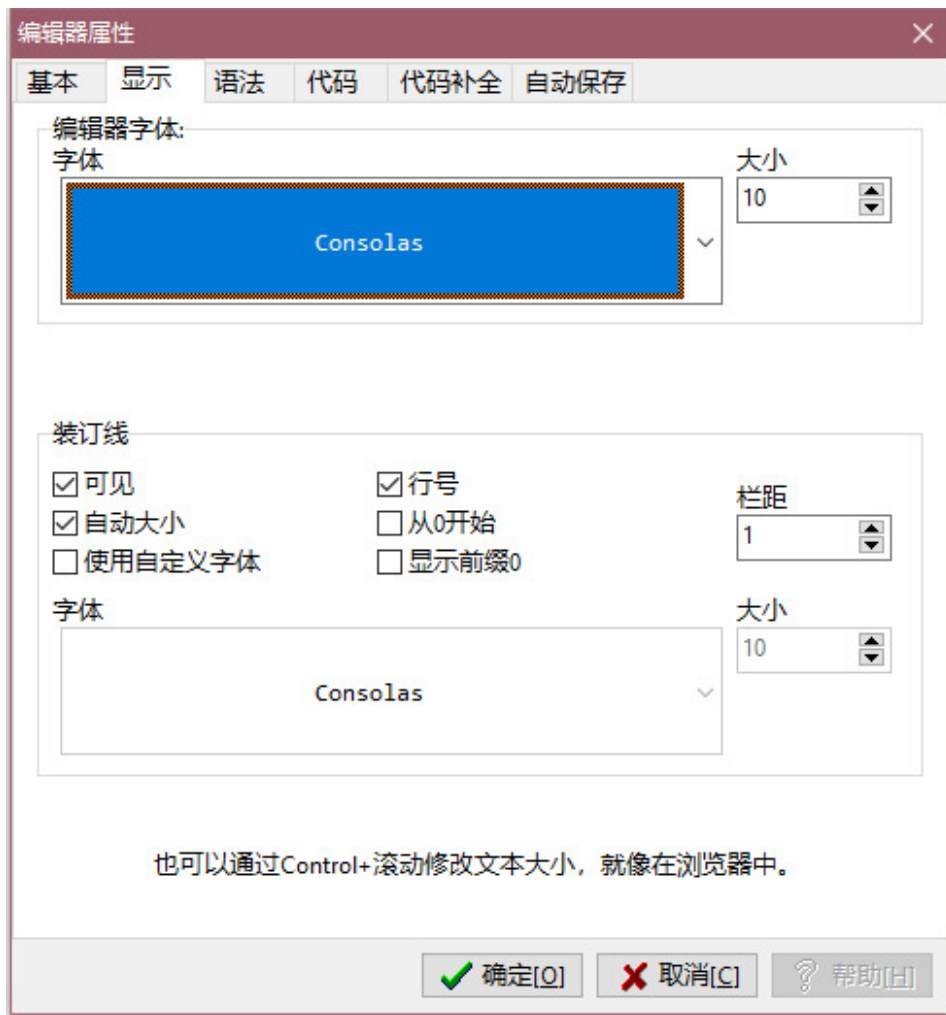 编辑器属性
基本 显示 语法 代码 代码补全 自动保存
编辑器字体:
字体 大小
Consolas 10
装订线
可见 行号 栏距
自动大小 从0开始 1
使用自定义字体 显示前缀0
字体 大小
Consolas 10
也可以通过Control+滚动修改文本大小，就像在浏览器中。
确定[O] 取消[C] 帮助[H]